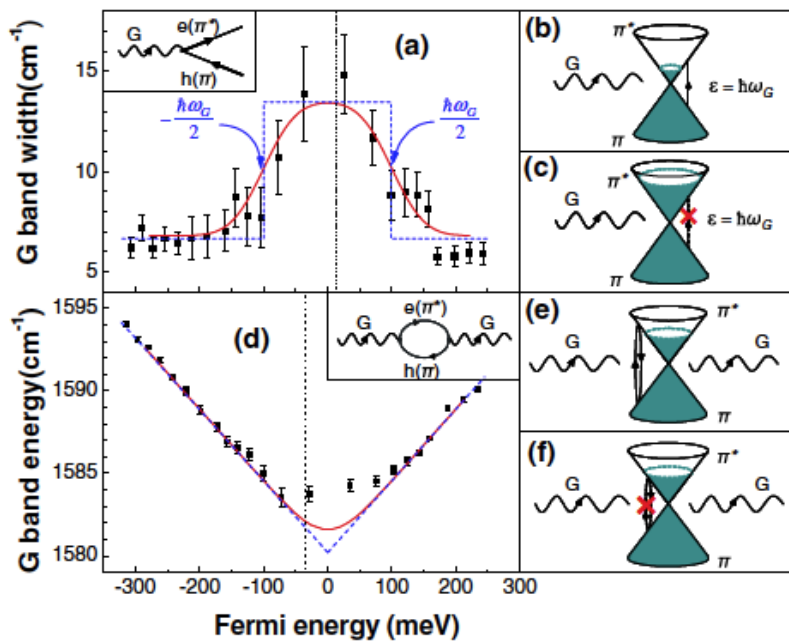 e(π*)
G
h(π)
(a)
G band width(cm⁻¹)
15
10
5
-ħω_G/2
ħω_G/2
(b)
π*
G
ε = ħω_G
π
(c)
π*
G
ε = ħω_G
π
(d)
e(π*)
G
G
h(π)
G band energy(cm⁻¹)
1595
1590
1585
1580
-300 -200 -100 0 100 200 300
Fermi energy (meV)
(e)
π*
G
G
π
(f)
π*
G
G
π